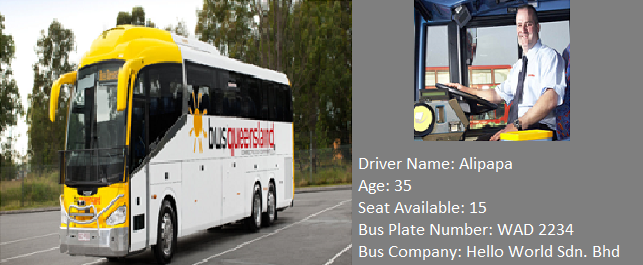 busqueensland
Driver Name: Alipapa
Age: 35
Seat Available: 15
Bus Plate Number: WAD 2234
Bus Company: Hello World Sdn. Bhd